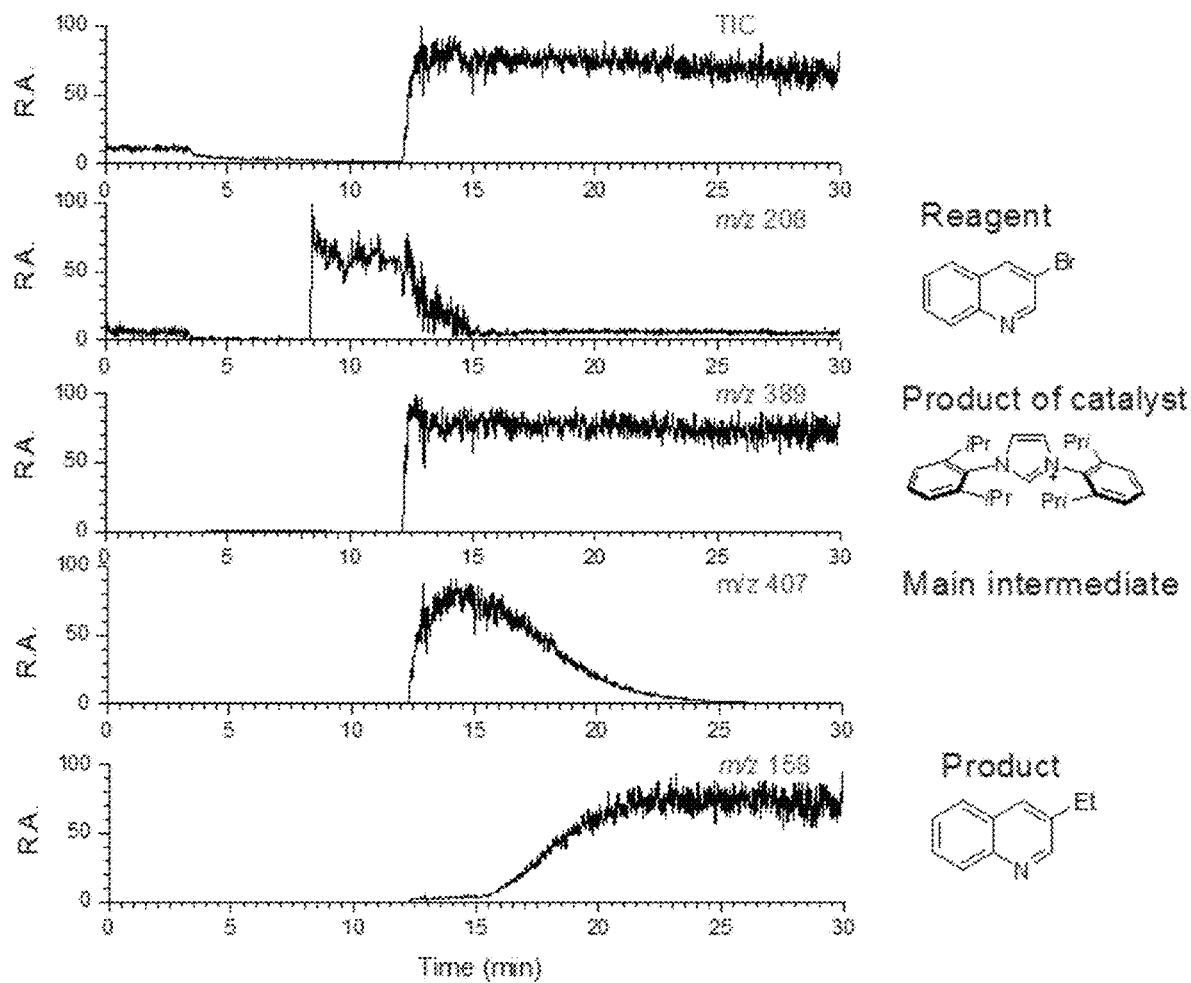 TIC
100
50
0
R.A.
0 5 10 15 20 25 30
m/z 208
100
50
0
R.A.
0 5 10 15 20 25 30
Reagent
Br
N
m/z 389
100
50
0
R.A.
0 5 10 15 20 25 30
Product of catalyst
iPr Pri
N N
+
iPr Pri
m/z 407
100
50
0
R.A.
0 5 10 15 20 25 30
Main intermediate
m/z 158
100
50
0
R.A.
0 5 10 15 20 25 30
Product
Et
N
Time (min)